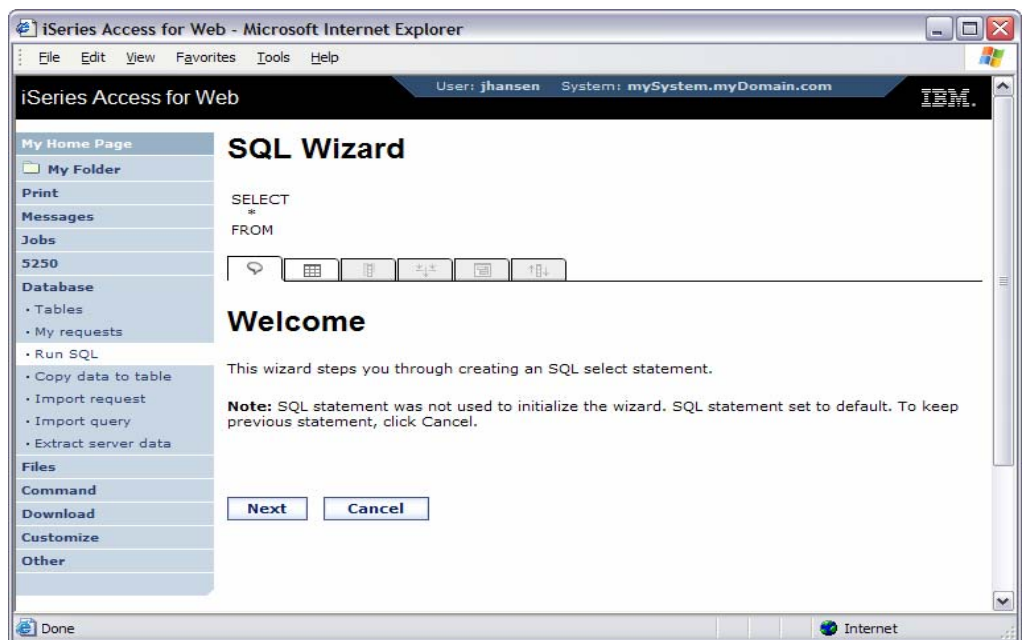 iSeries Access for Web - Microsoft Internet Explorer
File Edit View Favorites Tools Help
iSeries Access for Web
User: jhansen System: mySystem.myDomain.com
IBM.
My Home Page
My Folder
Print
Messages
Jobs
5250
Database
• Tables
• My requests
• Run SQL
• Copy data to table
• Import request
• Import query
• Extract server data
Files
Command
Download
Customize
Other
SQL Wizard
SELECT
*
FROM
Welcome
This wizard steps you through creating an SQL select statement.
Note: SQL statement was not used to initialize the wizard. SQL statement set to default. To keep
previous statement, click Cancel.
Next Cancel
Done Internet